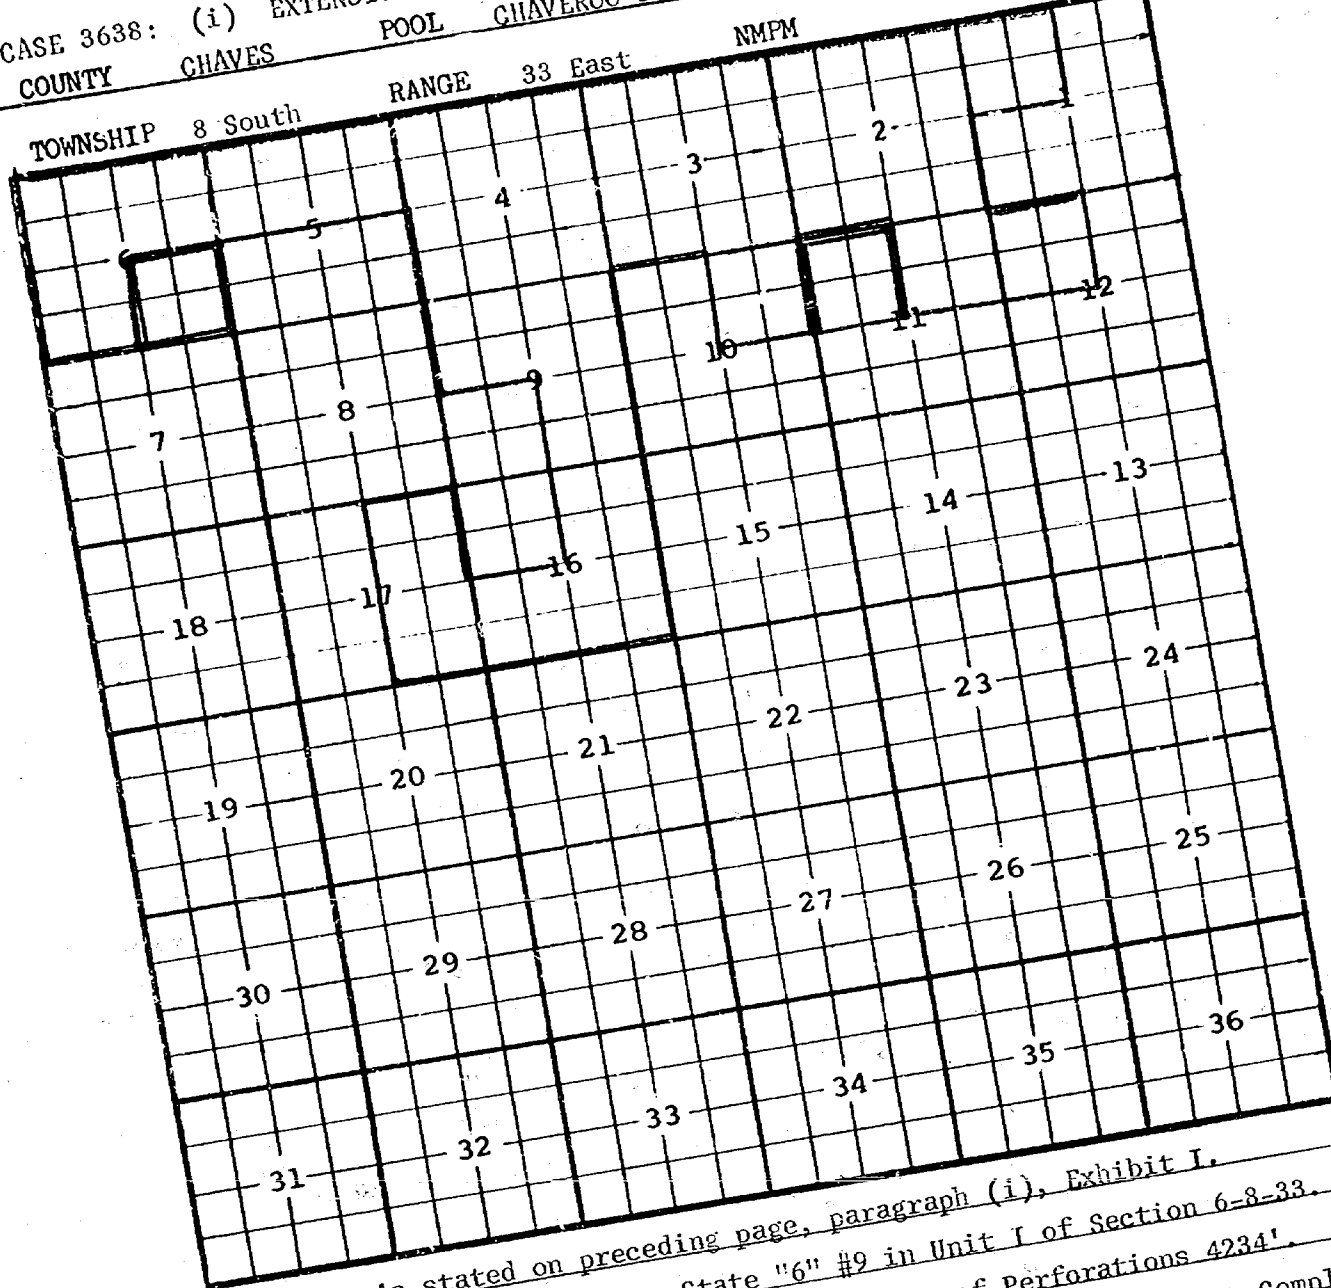 CASE 3638: (i)
COUNTY CHAVES POOL
TOWNSHIP 8 South RANGE 33 East NMPM
6 5 4 3 2 1
7 8 9 10 11 12
18 17 16 15 14 13
19 20 21 22 23 24
30 29 28 27 26 25
31 32 33 34 35 36
stated on preceding page, paragraph (i), Exhibit I.
State "6" #9 in Unit I of Section 6-8-33.
Perforations 4234'.